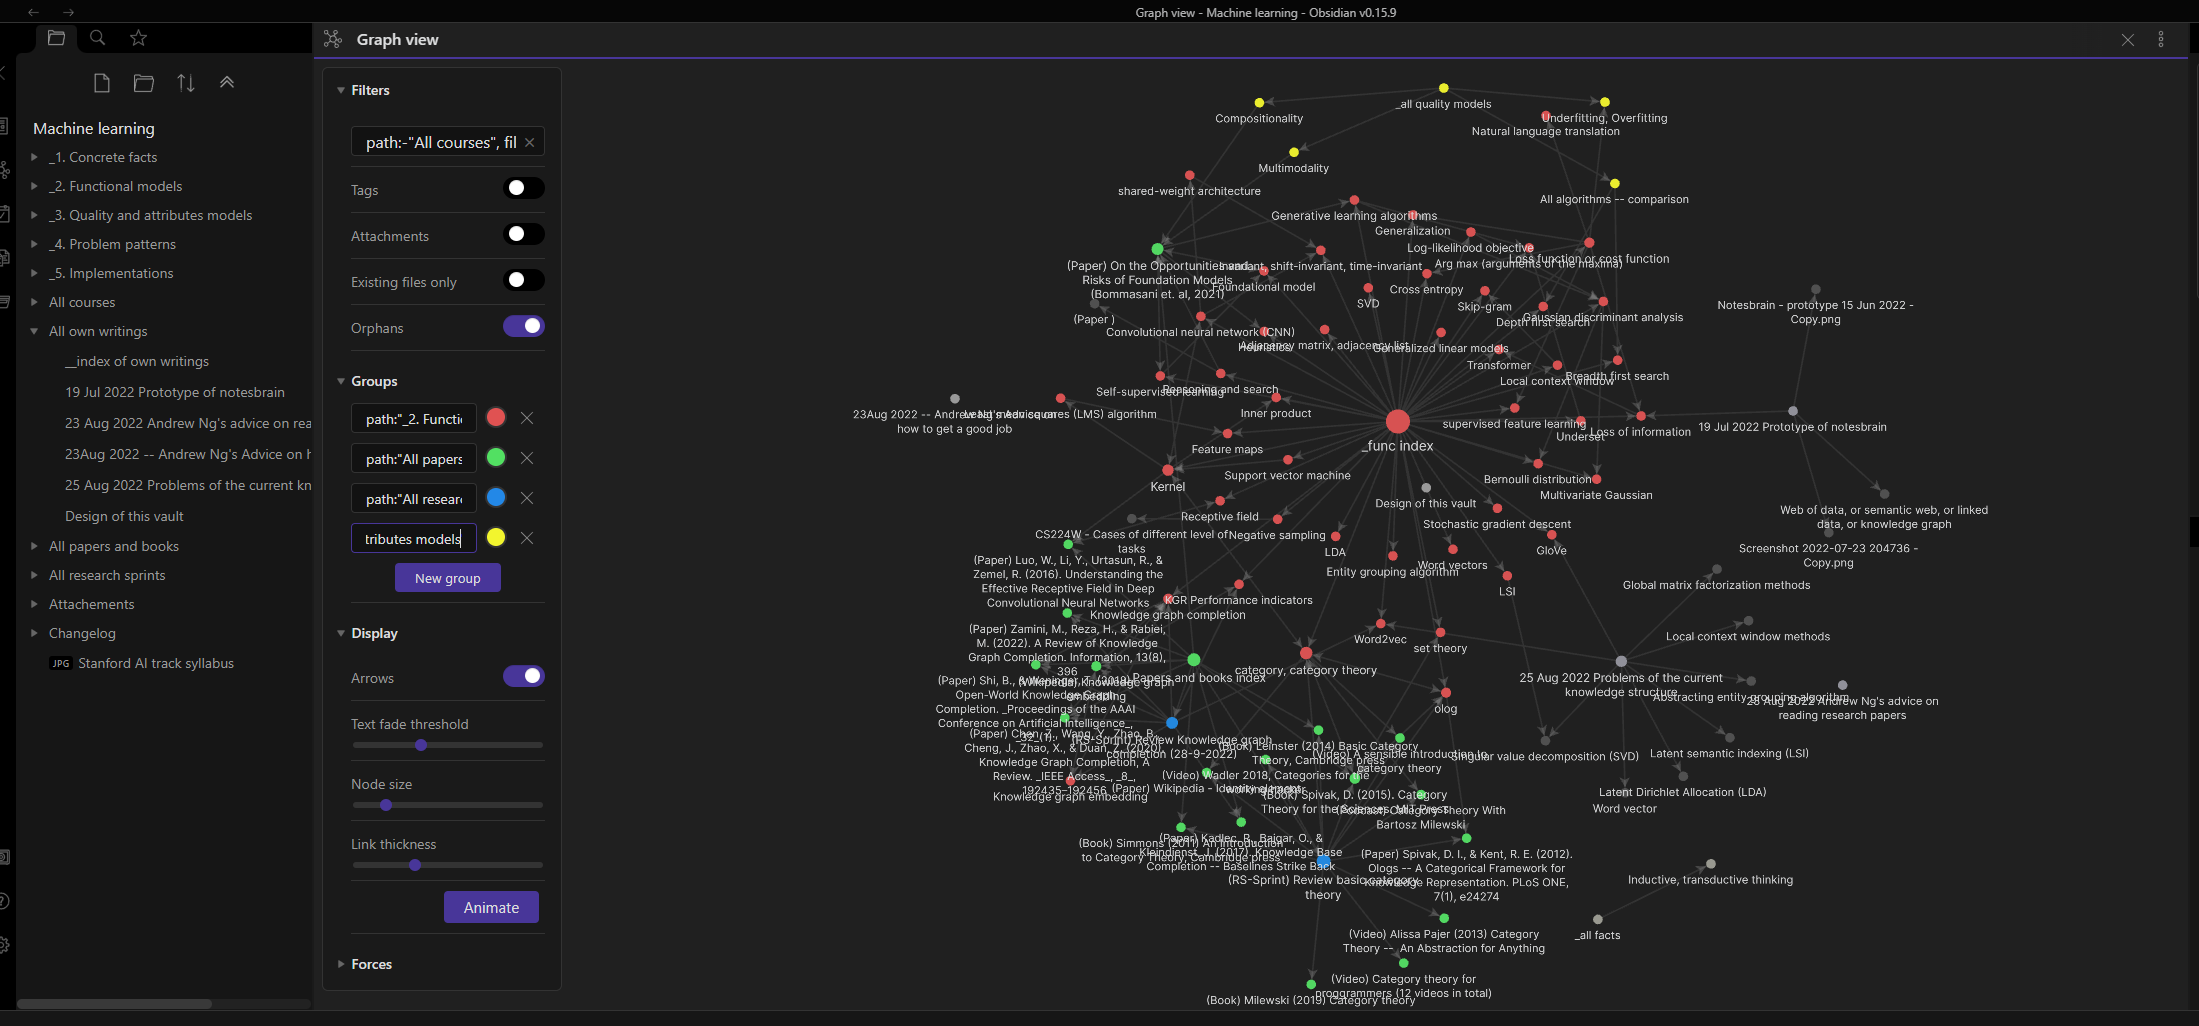 Graph view - Machine learning - Obsidian v0.15.9
Graph view
Machine learning
_1. Concrete facts
_2. Functional models
_3. Quality and attributes models
_4. Problem patterns
_5. Implementations
All courses
All own writings
__index of own writings
19 Jul 2022 Prototype of notesbrain
23 Aug 2022 Andrew Ng's advice on rea
23Aug 2022 -- Andrew Ng's Advice on h
25 Aug 2022 Problems of the current kn
Design of this vault
All papers and books
All research sprints
Attachements
Changelog
JPG Stanford AI track syllabus
Filters
path:-"All courses", fil
Tags
Attachments
Existing files only
Orphans
Groups
path:"_2. Functi
path:"All papers
path:"All resear
tributes models
New group
Display
Arrows
Text fade threshold
Node size
Link thickness
Animate
Forces
_all quality models
Compositionality
Underfitting, Overfitting
Natural language translation
Multimodality
shared-weight architecture
All algorithms -- comparison
Generative learning algorithms
Generalization
Log-likelihood objective
Loss function or cost function
Arg max (arguments of the maxima)
(Paper) On the Opportunities and
Risks of Foundation Models
(Bommasani et. al, 2021)
Invariant, shift-invariant, time-invariant
Foundational model
SVD
Cross entropy
Skip-gram
(Paper )
Depth first search
Gaussian discriminant analysis
Notesbrain - prototype 15 Jun 2022 -
Copy.png
Convolutional neural network (CNN)
Heuristics
Adjacency matrix, adjacency list
Generalized linear models
Transformer
Local context window
Breadth first search
Self-supervised learning
Reasoning and search
23Aug 2022 -- Andrew Ng's Advice on
how to get a good job
Least mean squares (LMS) algorithm
Inner product
_func index
supervised feature learning
Underset
Loss of information
19 Jul 2022 Prototype of notesbrain
Feature maps
Support vector machine
Kernel
Bernoulli distribution
Multivariate Gaussian
Design of this vault
Receptive field
Stochastic gradient descent
Web of data, or semantic web, or linked
data, or knowledge graph
CS224W - Cases of different level of
tasks
Negative sampling
LDA
GloVe
Screenshot 2022-07-23 204736 -
Copy.png
(Paper) Luo, W., Li, Y., Urtasun, R., &
Zemel, R. (2016). Understanding the
Effective Receptive Field in Deep
Convolutional Neural Networks
Entity grouping algorithm
Word vectors
LSI
Global matrix factorization methods
KGR Performance indicators
Knowledge graph completion
(Paper) Zamini, M., Reza, H., & Rabiei,
M. (2022). A Review of Knowledge
Graph Completion. Information, 13(8),
396
Word2vec
set theory
Local context window methods
category, category theory
Papers and books index
(Wikipedia) Knowledge graph
embedding
(Paper) Shi, B., & Weninger, T. (2018).
Open-World Knowledge Graph
Completion. _Proceedings of the AAAI
Conference on Artificial Intelligence_,
_32_(1).
25 Aug 2022 Problems of the current
knowledge structure
Abstracting entity grouping algorithm
23 Aug 2022 Andrew Ng's advice on
reading research papers
olog
(Paper) Chen, Z., Wang, Y., Zhao, B.,
Cheng, J., Zhao, X., & Duan, Z. (2020).
Knowledge Graph Completion, A
Review. _IEEE Access_, _8_,
192435–192456.
(RS-Sprint) Review Knowledge graph
completion (28-9-2022)
(Book) Leinster (2014) Basic Category
Theory, Cambridge press
(Video) A sensible introduction to
category theory
Singular value decomposition (SVD)
Latent semantic indexing (LSI)
(Video) Wadler 2018, Categories for the
working hacker
(Paper) Wikipedia - Identity element
Knowledge graph embedding
(Book) Spivak, D. (2015). Category
Theory for the Sciences, MIT Press
(Podcast) Category Theory With
Bartosz Milewski
Latent Dirichlet Allocation (LDA)
Word vector
(Book) Simmons (2011) An introduction
to Category Theory, Cambridge press
(Paper) Kadlec, R., Bajgar, O., &
Kleindienst, J. (2017). Knowledge Base
Completion -- Baselines Strike Back
(RS-Sprint) Review basic category
theory
(Paper) Spivak, D. I., & Kent, R. E. (2012).
Ologs -- A Categorical Framework for
Knowledge Representation. PLoS ONE,
7(1), e24274
Inductive, transductive thinking
_all facts
(Video) Alissa Pajer (2013) Category
Theory -- An Abstraction for Anything
(Video) Category theory for
proggrammers (12 videos in total)
(Book) Milewski (2019) Category theory